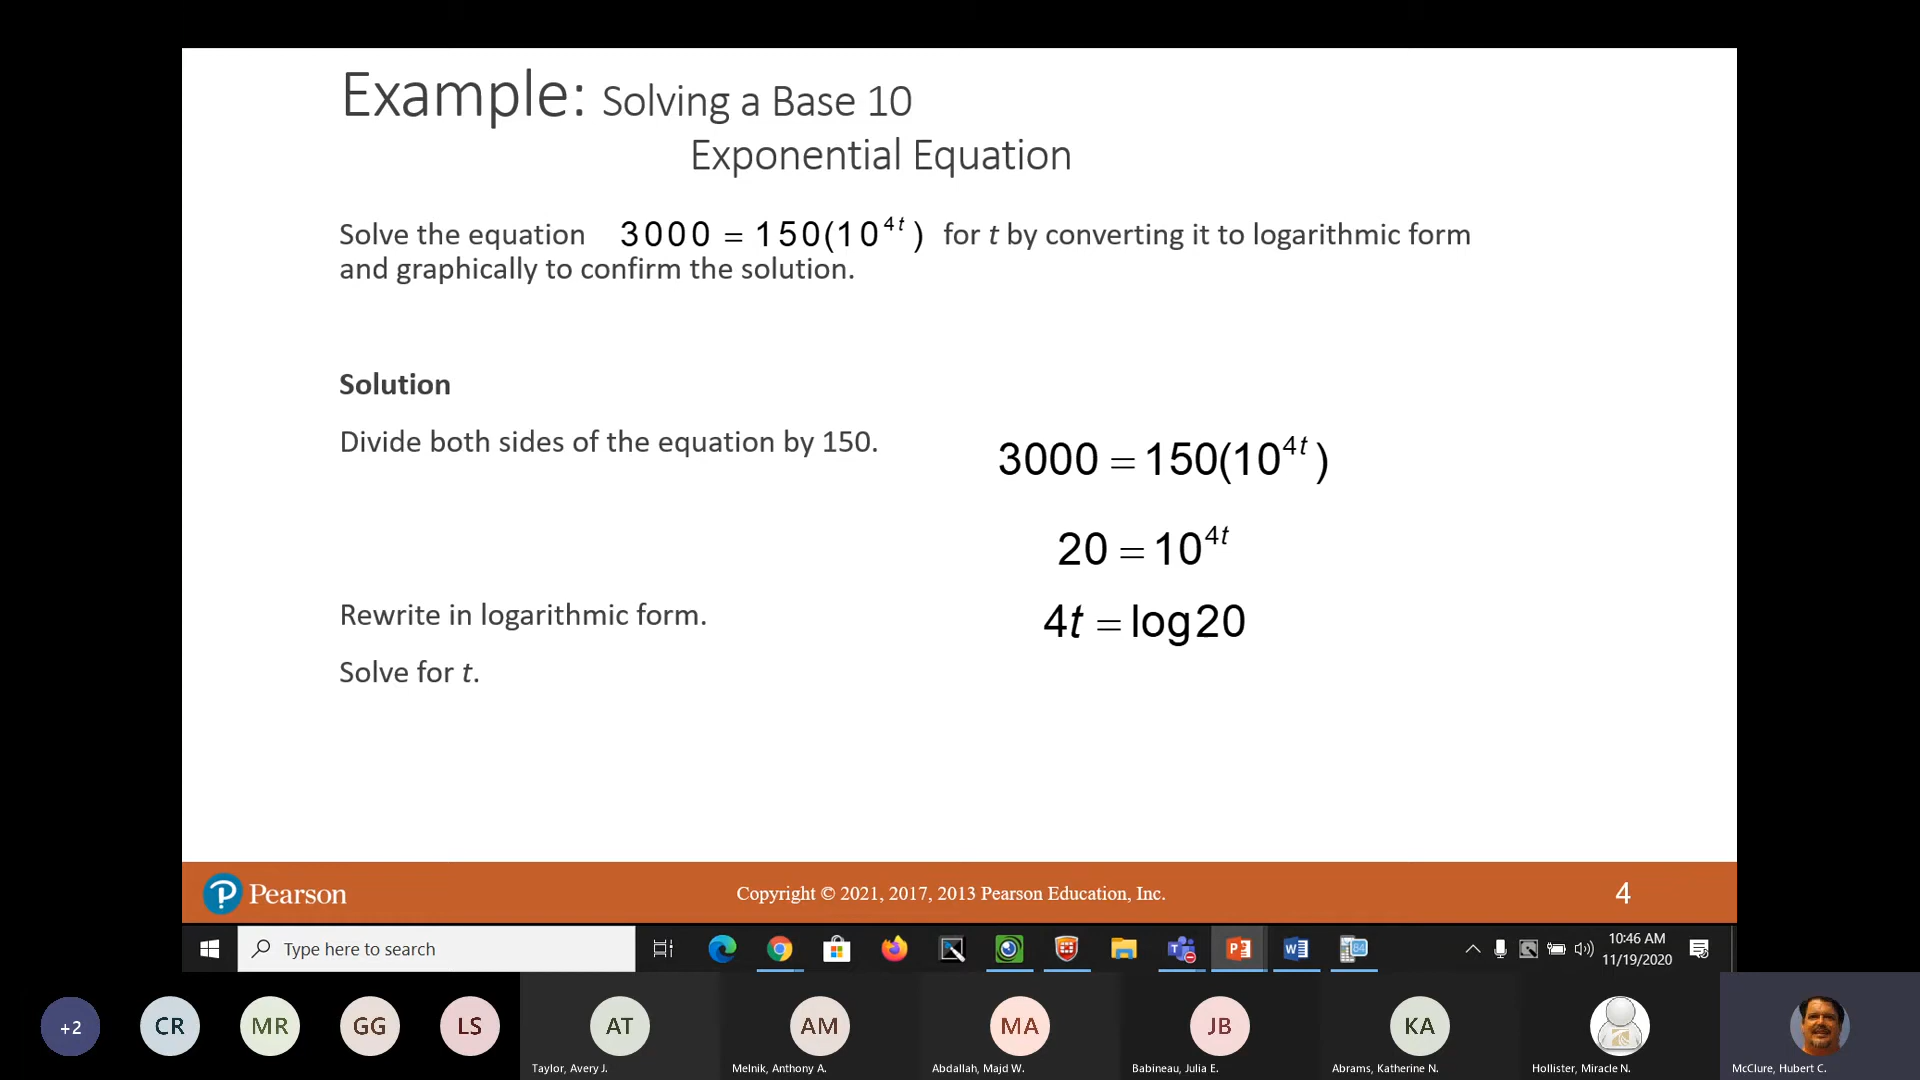 Example: Solving a Base 10
Exponential Equation
Solve the equation 3000 = 150(10^{4t}) for t by converting it to logarithmic form
and graphically to confirm the solution.
Solution
Divide both sides of the equation by 150.
3000 = 150(10^{4t})
20 = 10^{4t}
Rewrite in logarithmic form.
4t = log20
Solve for t.
Pearson
Copyright © 2021, 2017, 2013 Pearson Education, Inc.
4
Type here to search
10:46 AM
11/19/2020
+2
CR
MR
GG
LS
AT
AM
MA
JB
KA
Taylor, Avery J.
Melnik, Anthony A.
Abdallah, Majd W.
Babineau, Julia E.
Abrams, Katherine N.
Hollister, Miracle N.
McClure, Hubert C.